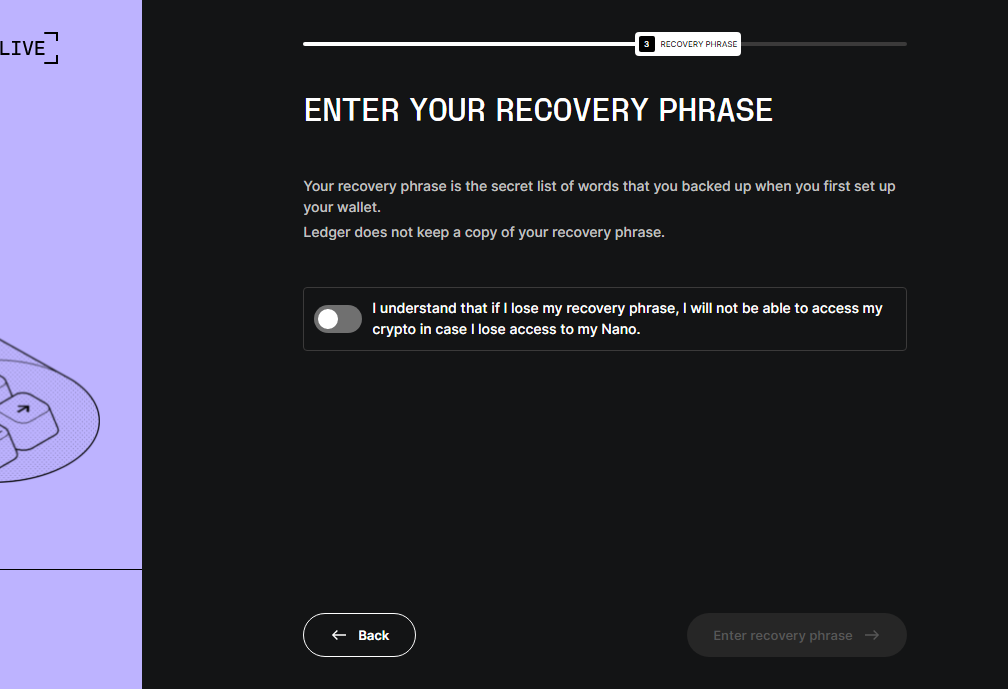 LIVE
3 RECOVERY PHRASE
ENTER YOUR RECOVERY PHRASE
Your recovery phrase is the secret list of words that you backed up when you first set up
your wallet.
Ledger does not keep a copy of your recovery phrase.
I understand that if I lose my recovery phrase, I will not be able to access my
crypto in case I lose access to my Nano.
Back
Enter recovery phrase